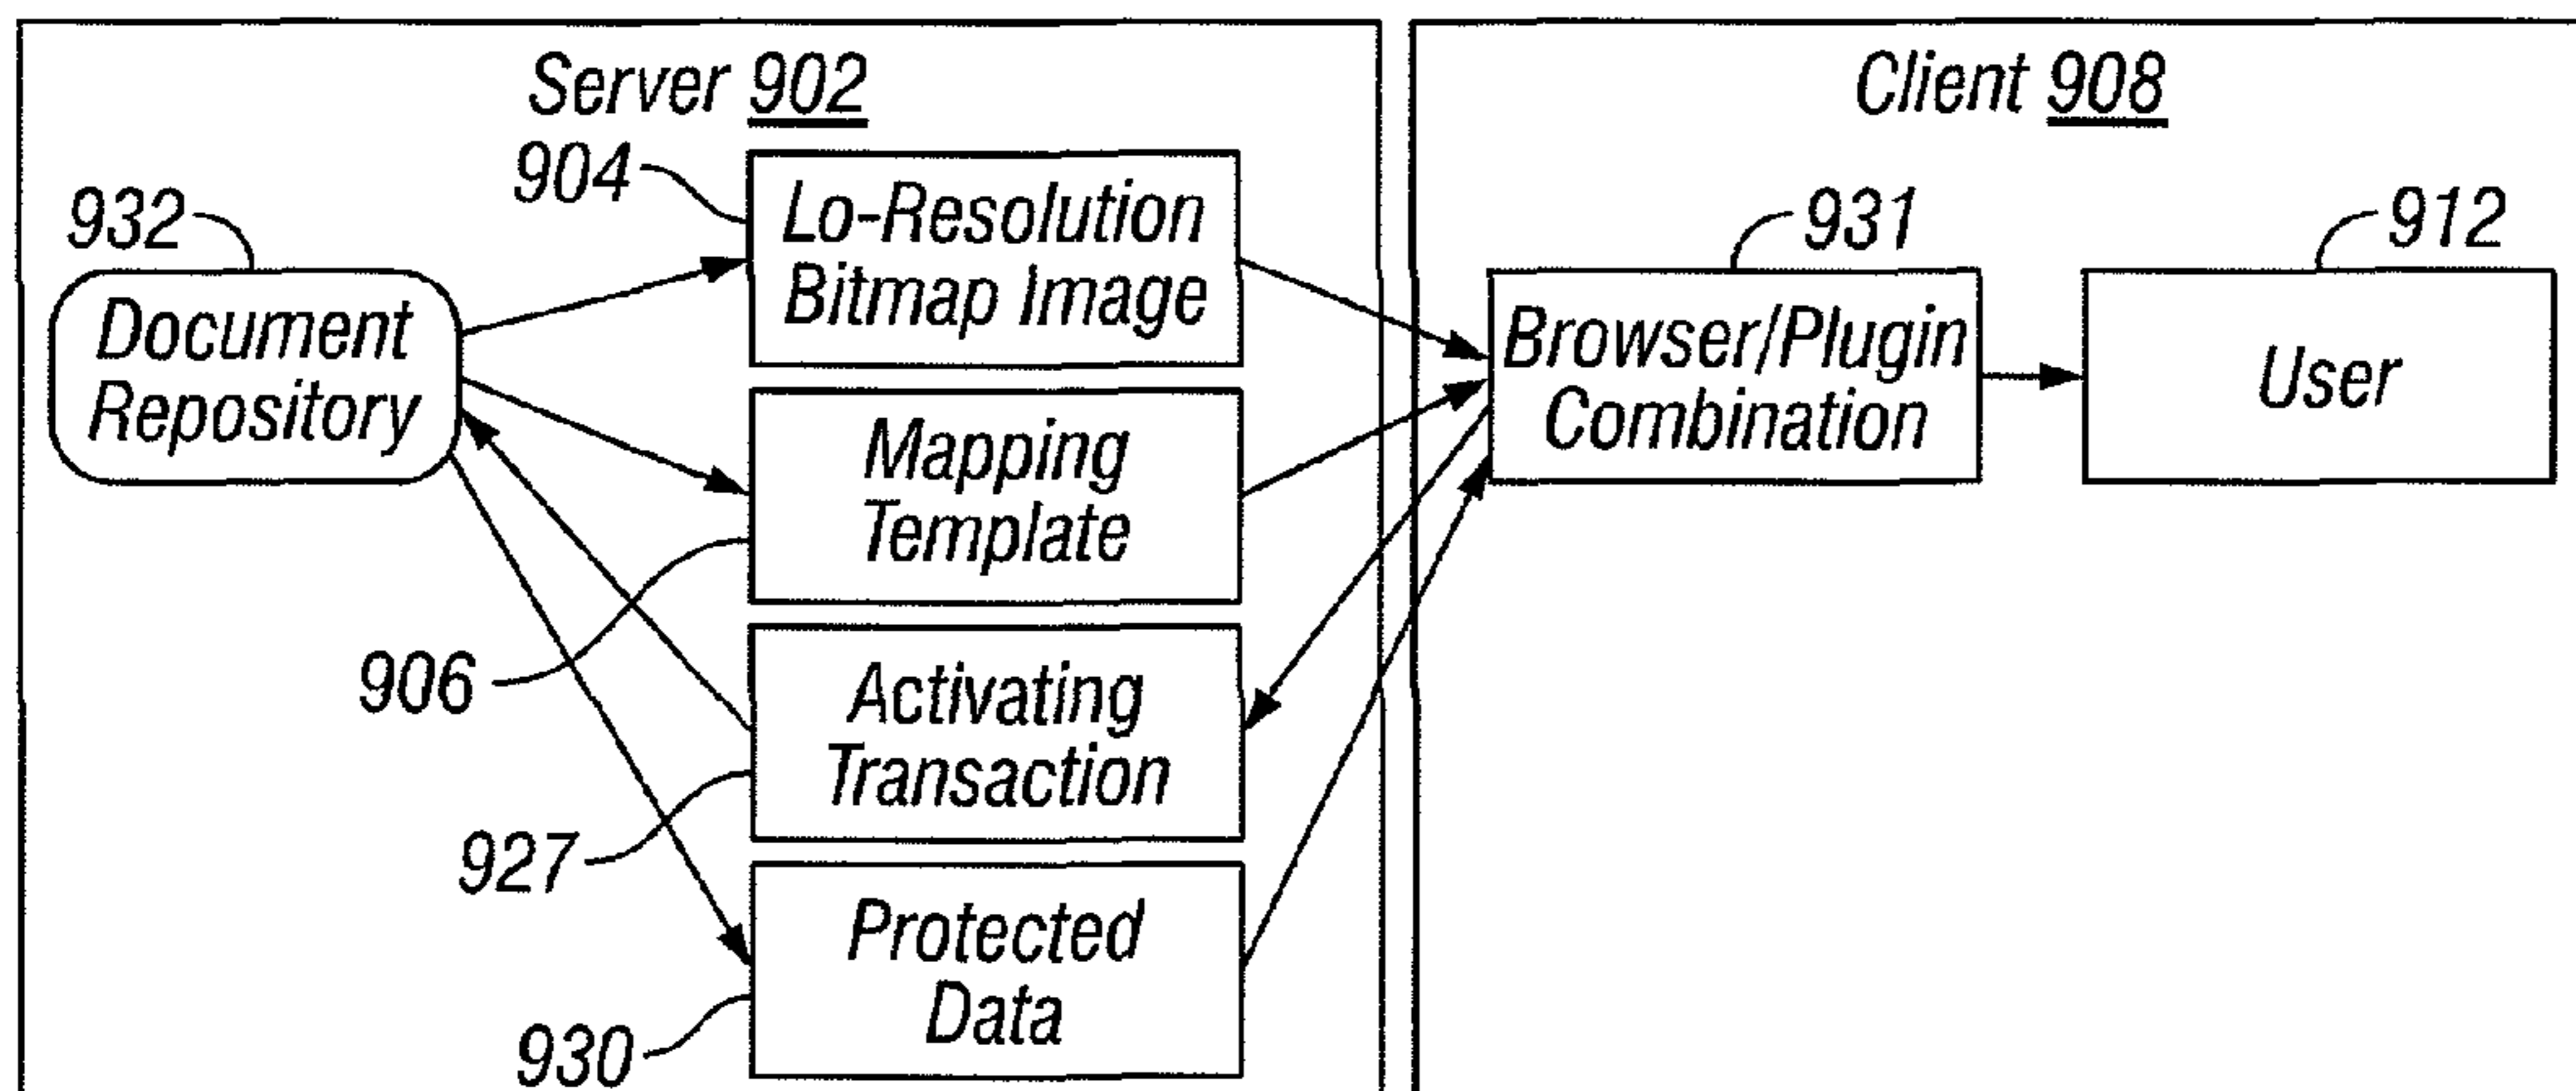 Server 902
Client 908
904
932
931
912
Lo-Resolution
Bitmap Image
Document
Repository
Browser/Plugin
Combination
User
Mapping
Template
906
Activating
Transaction
927
Protected
Data
930